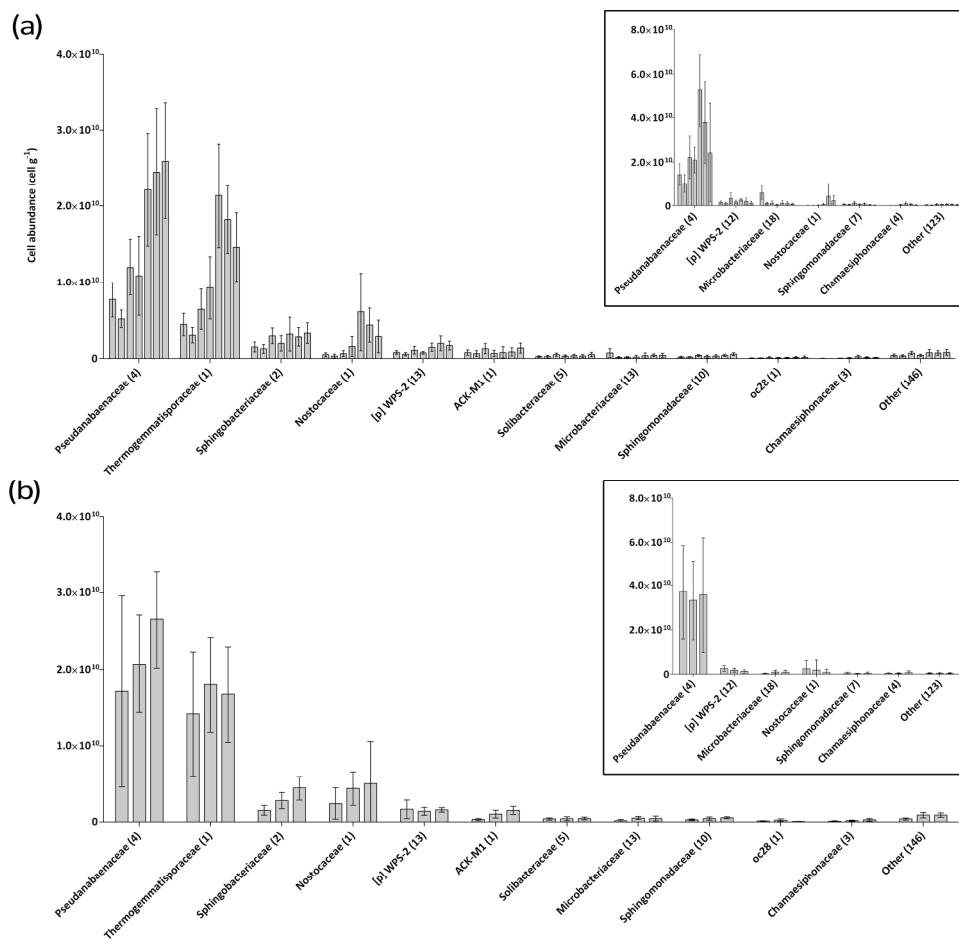 (a)
4.0×10¹⁰
3.0×10¹⁰
2.0×10¹⁰
1.0×10¹⁰
0
Cell abundance (cell g⁻¹)
Pseudanabaenaceae (4)
Thermogemmatisporaceae (1)
Sphingobacteriaceae (2)
Nostocaceae (1)
[p] WPS-2 (13)
ACK-M1 (1)
Solibacteraceae (5)
Microbacteriaceae (13)
Sphingomonadaceae (10)
oc28 (1)
Chamaesiphonaceae (3)
Other (146)
8.0×10¹⁰
6.0×10¹⁰
4.0×10¹⁰
2.0×10¹⁰
0
Pseudanabaenaceae (4)
[p] WPS-2 (12)
Microbacteriaceae (18)
Nostocaceae (1)
Sphingomonadaceae (7)
Chamaesiphonaceae (4)
Other (123)
(b)
4.0×10¹⁰
3.0×10¹⁰
2.0×10¹⁰
1.0×10¹⁰
0
Pseudanabaenaceae (4)
Thermogemmatisporaceae (1)
Sphingobacteriaceae (2)
Nostocaceae (1)
[p] WPS-2 (13)
ACK-M1 (1)
Solibacteraceae (5)
Microbacteriaceae (13)
Sphingomonadaceae (10)
oc28 (1)
Chamaesiphonaceae (3)
Other (146)
8.0×10¹⁰
6.0×10¹⁰
4.0×10¹⁰
2.0×10¹⁰
0
Pseudanabaenaceae (4)
[p] WPS-2 (12)
Microbacteriaceae (18)
Nostocaceae (1)
Sphingomonadaceae (7)
Chamaesiphonaceae (4)
Other (123)